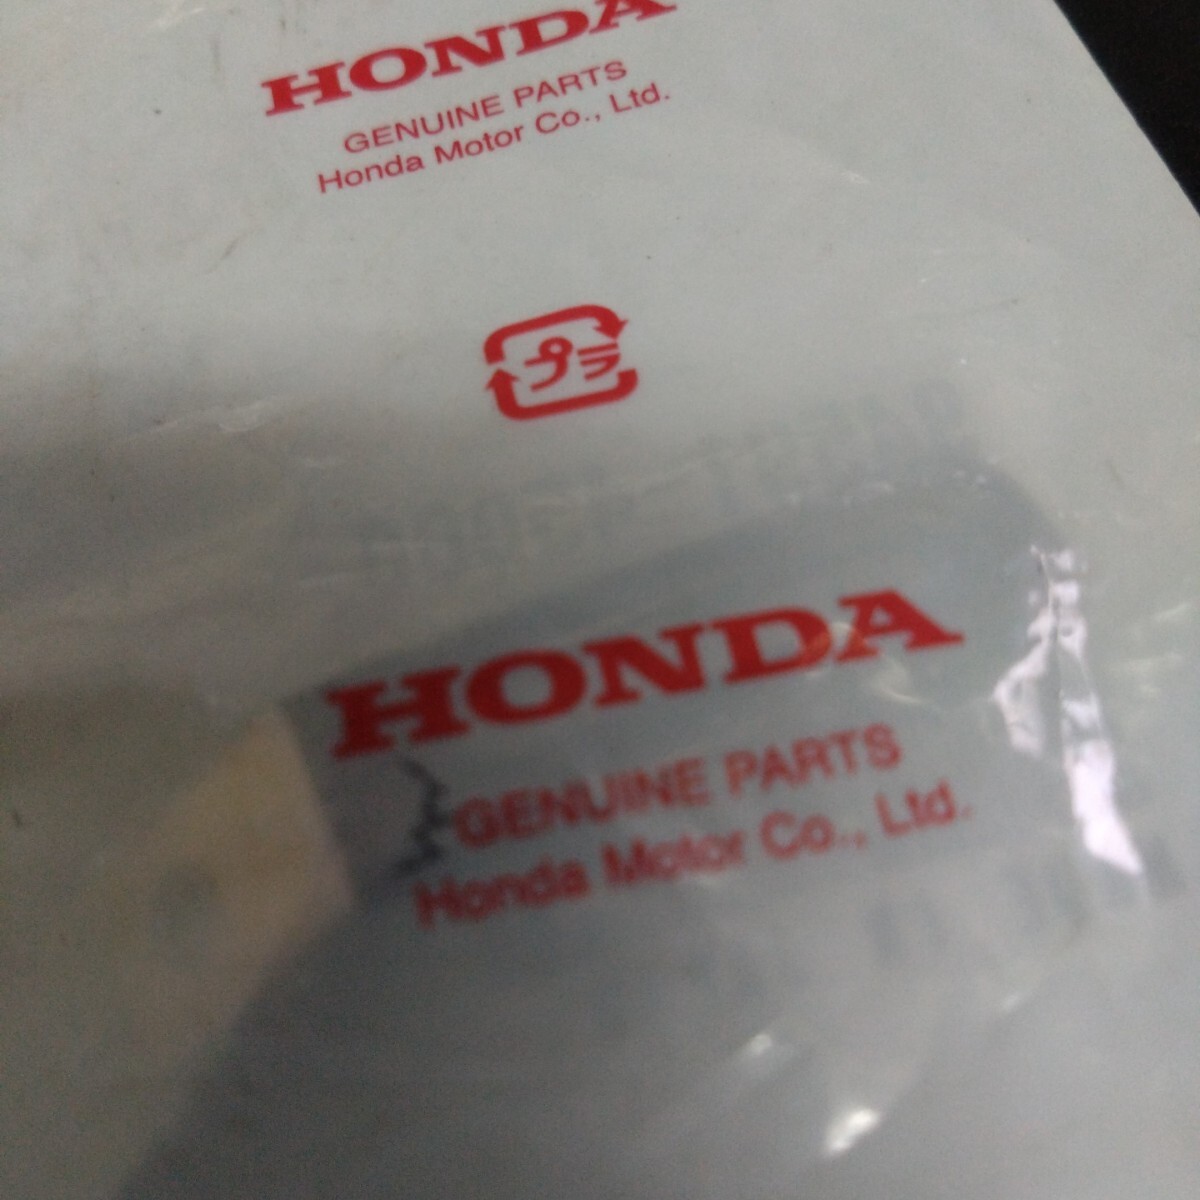 HONDA
GENUINE PARTS
Honda Motor Co., Ltd.
プラ
HONDA
GENUINE PARTS
Honda Motor Co., Ltd.